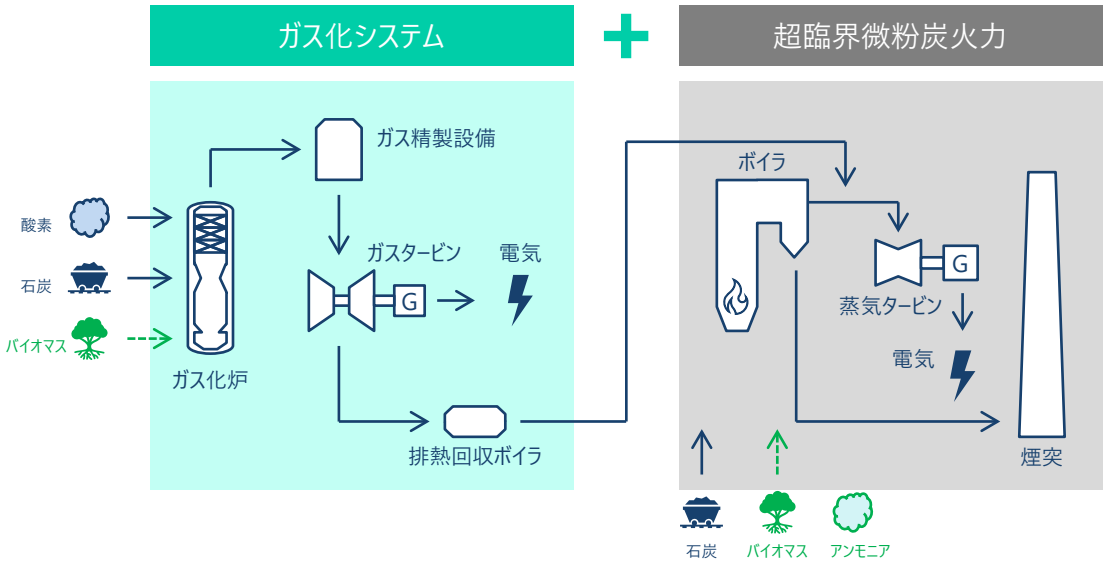 ガス化システム
+
超臨界微粉炭火力
ガス精製設備
ボイラ
酸素
ガスタービン
電気
G
G
石炭
蒸気タービン
バイオマス
電気
ガス化炉
排熱回収ボイラ
煙突
石炭
バイオマス
アンモニア